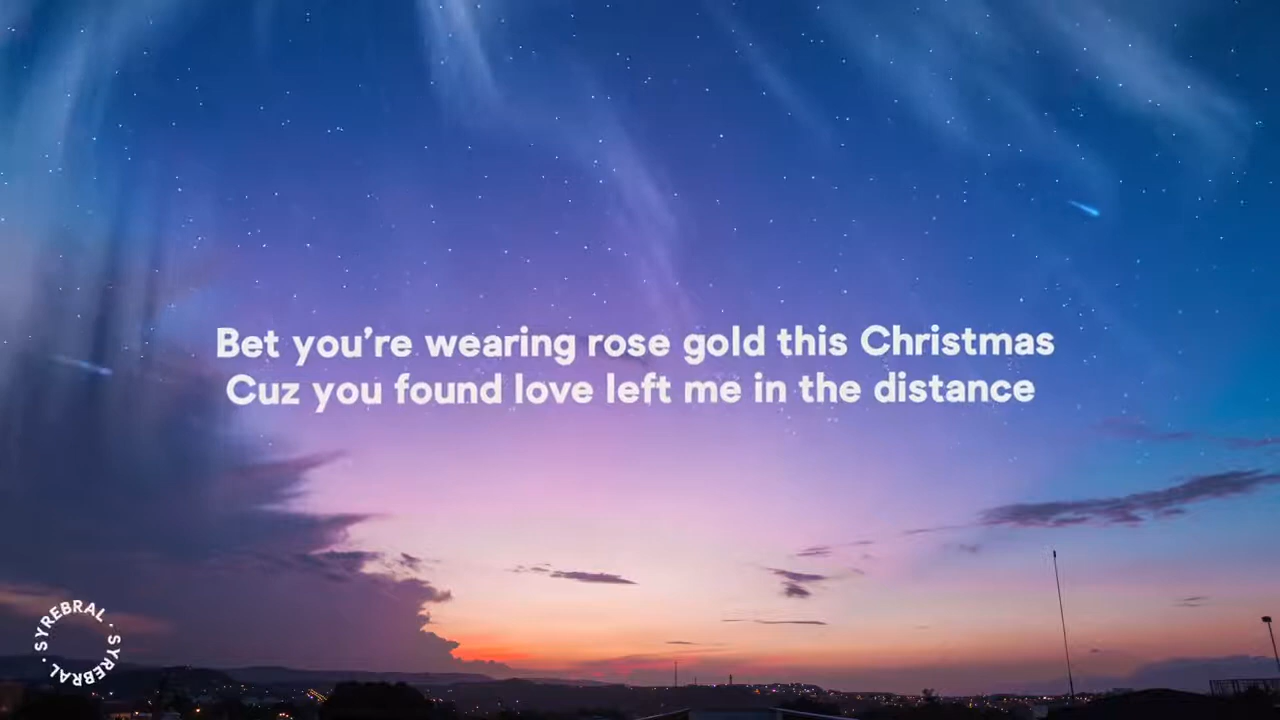 Bet you’re wearing rose gold this Christmas
Cuz you found love left me in the distance
SYREBRAL · SYREBRAL ·